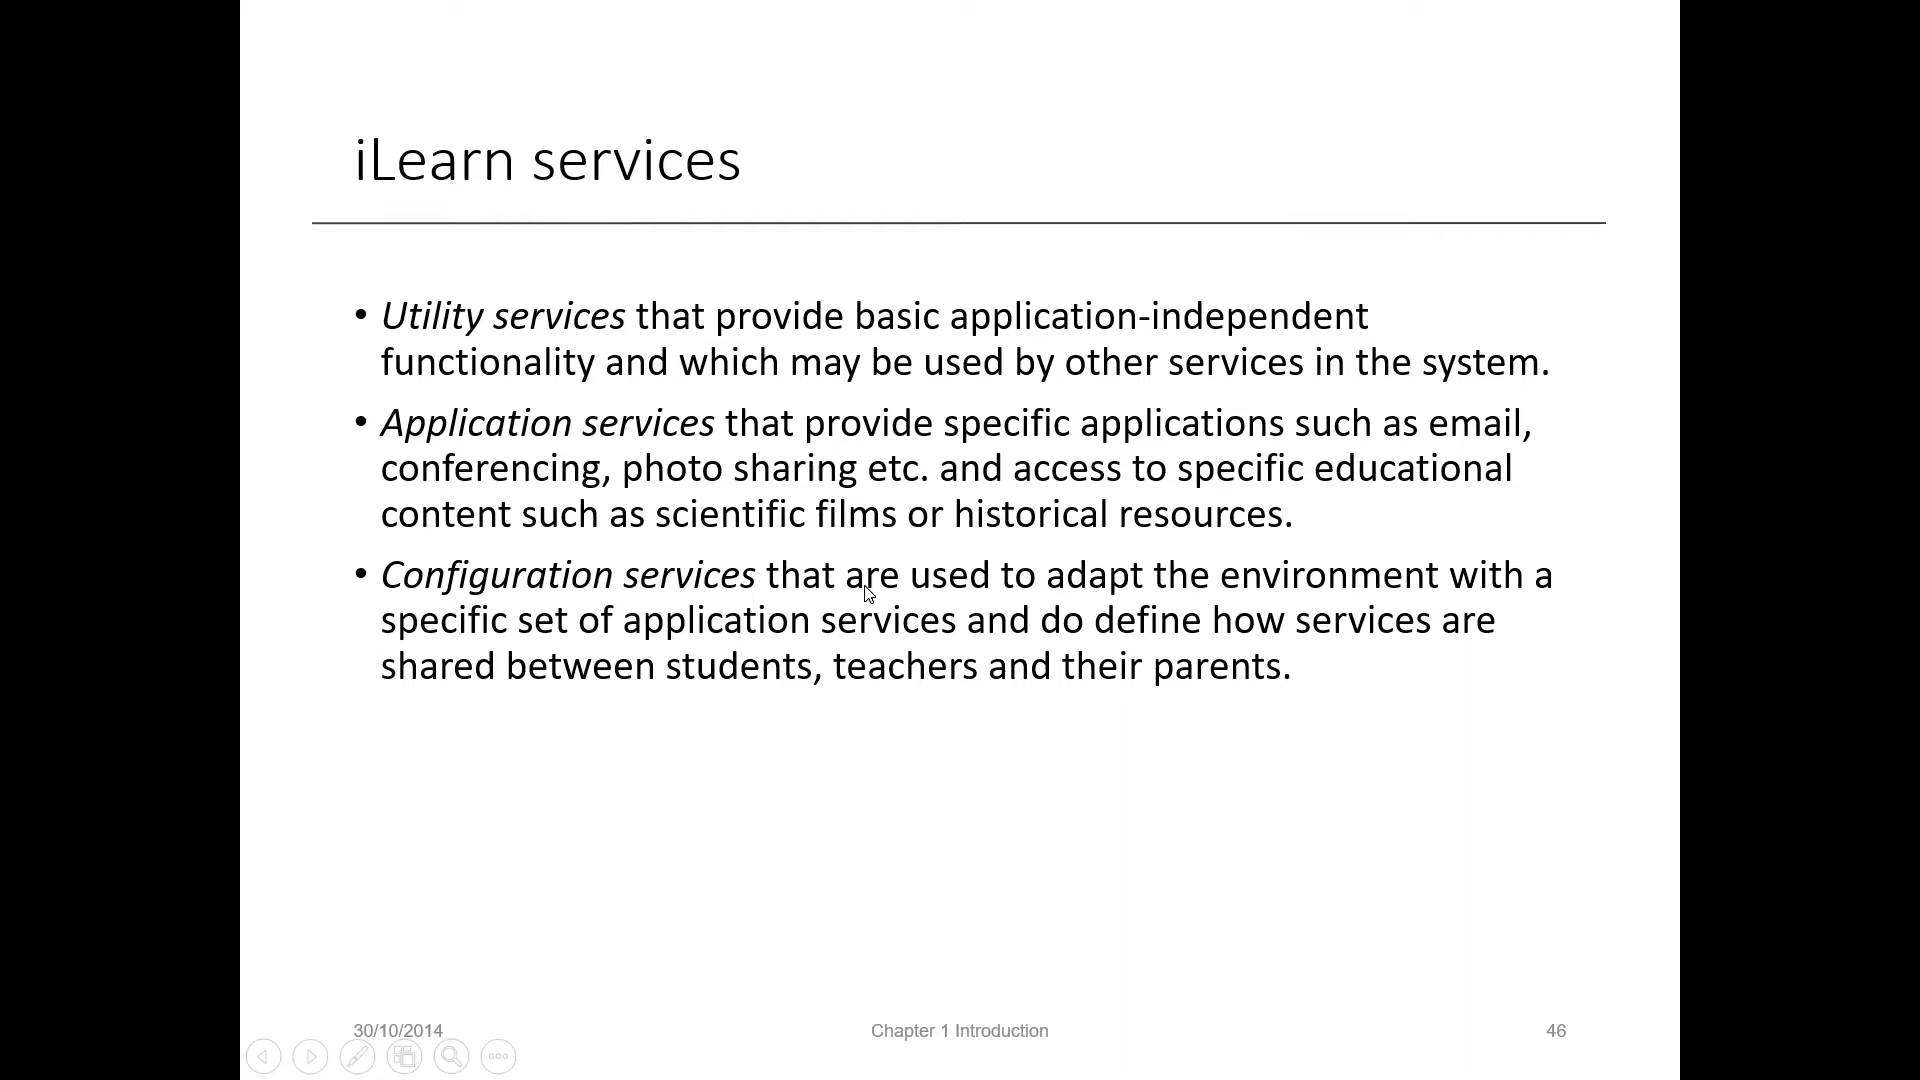 iLearn services
• Utility services that provide basic application-independent
functionality and which may be used by other services in the system.
• Application services that provide specific applications such as email,
conferencing, photo sharing etc. and access to specific educational
content such as scientific films or historical resources.
• Configuration services that are used to adapt the environment with a
specific set of application services and do define how services are
shared between students, teachers and their parents.
30/10/2014
Chapter 1 Introduction
46